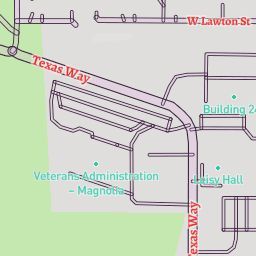 W Lawton St
Texas Way
Building 24
Veterans Administration
– Magnolia
Leisy Hall
Texas Way